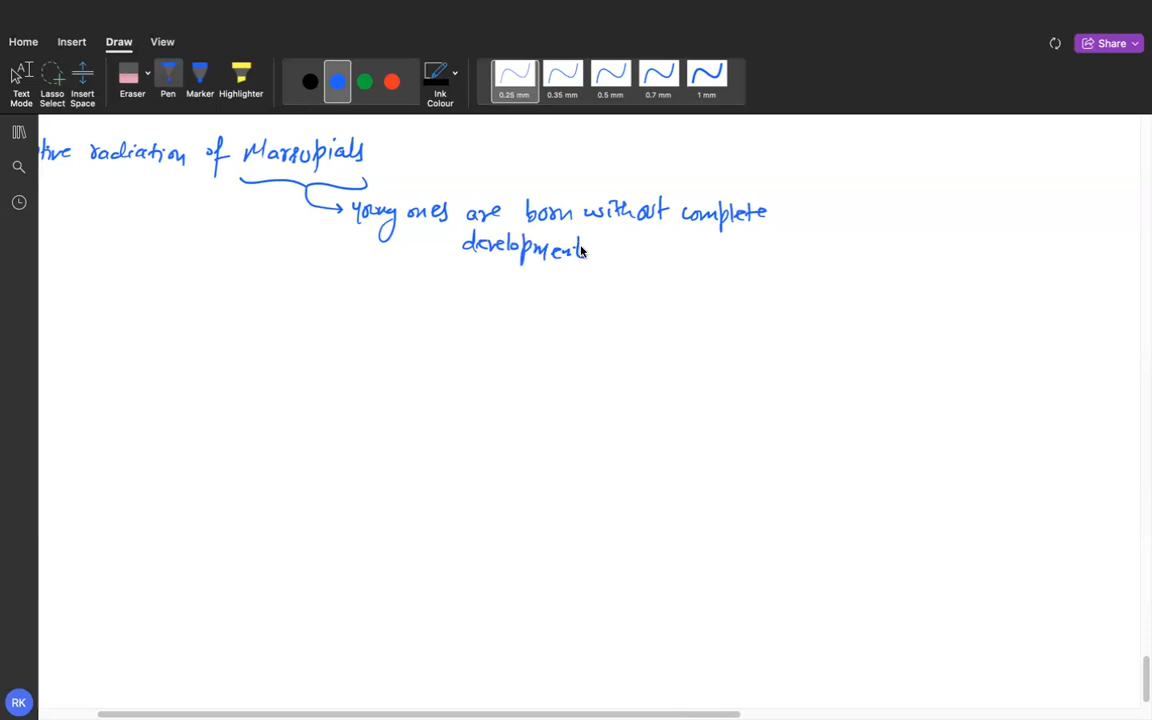 Home Insert Draw View
Share
Text Mode
Lasso Select
Insert Space
Eraser
Pen
Marker
Highlighter
Ink Colour
0.25 mm
0.35 mm
0.5 mm
0.7 mm
1 mm
tive radiation of Marsupials
young ones are born without complete
development
RK